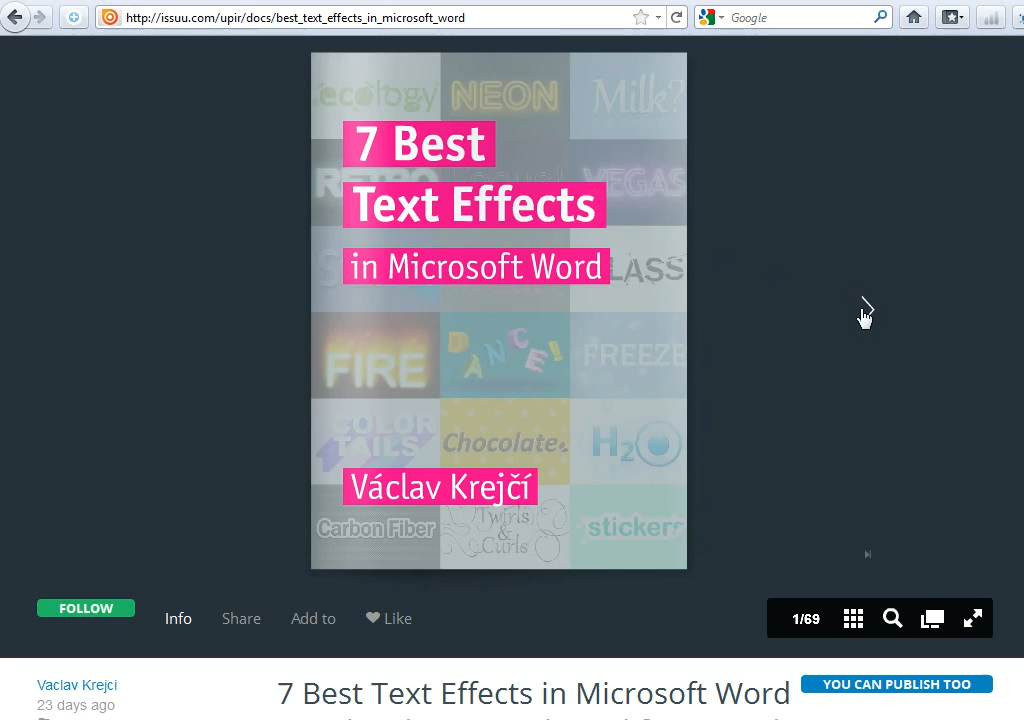 http://issuu.com/upir/docs/best_text_effects_in_microsoft_word
Google
ecology NEON Milk?
7 Best
RETRO VEGAS
Text Effects
in Microsoft Word
FIRE DANCE! FREEZE
COLOR
TAILS Chocolate. H2O
Václav Krejčí
Carbon Fiber Twirls
&
Curls stickers
FOLLOW Info Share Add to Like 1/69
Vaclav Krejci 7 Best Text Effects in Microsoft Word YOU CAN PUBLISH TOO
23 days ago